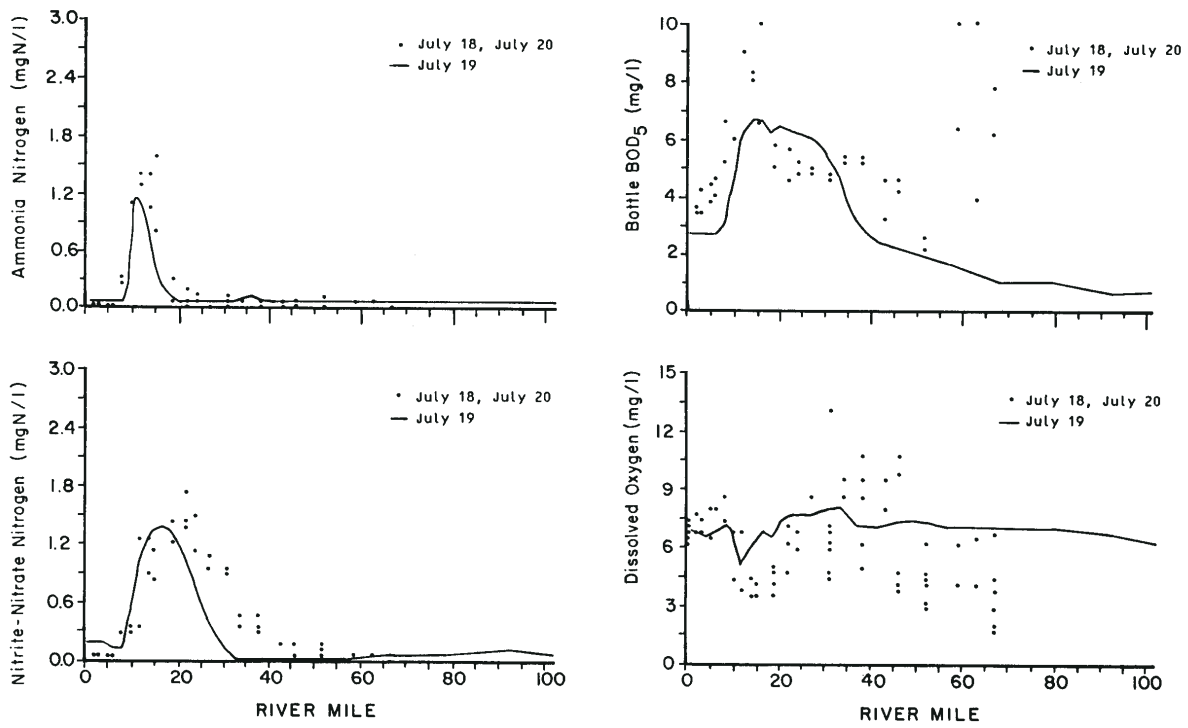 Ammonia Nitrogen (mgN/l)
3.0
2.4
1.8
1.2
0.6
0.0
July 18, July 20
July 19
Bottle BOD5 (mg/l)
10
8
6
4
2
0
July 18, July 20
July 19
Nitrite-Nitrate Nitrogen (mgN/l)
3.0
2.4
1.8
1.2
0.6
0.0
July 18, July 20
July 19
0 20 40 60 80 100
RIVER MILE
Dissolved Oxygen (mg/l)
15
12
9
6
3
0
July 18, July 20
July 19
0 20 40 60 80 100
RIVER MILE